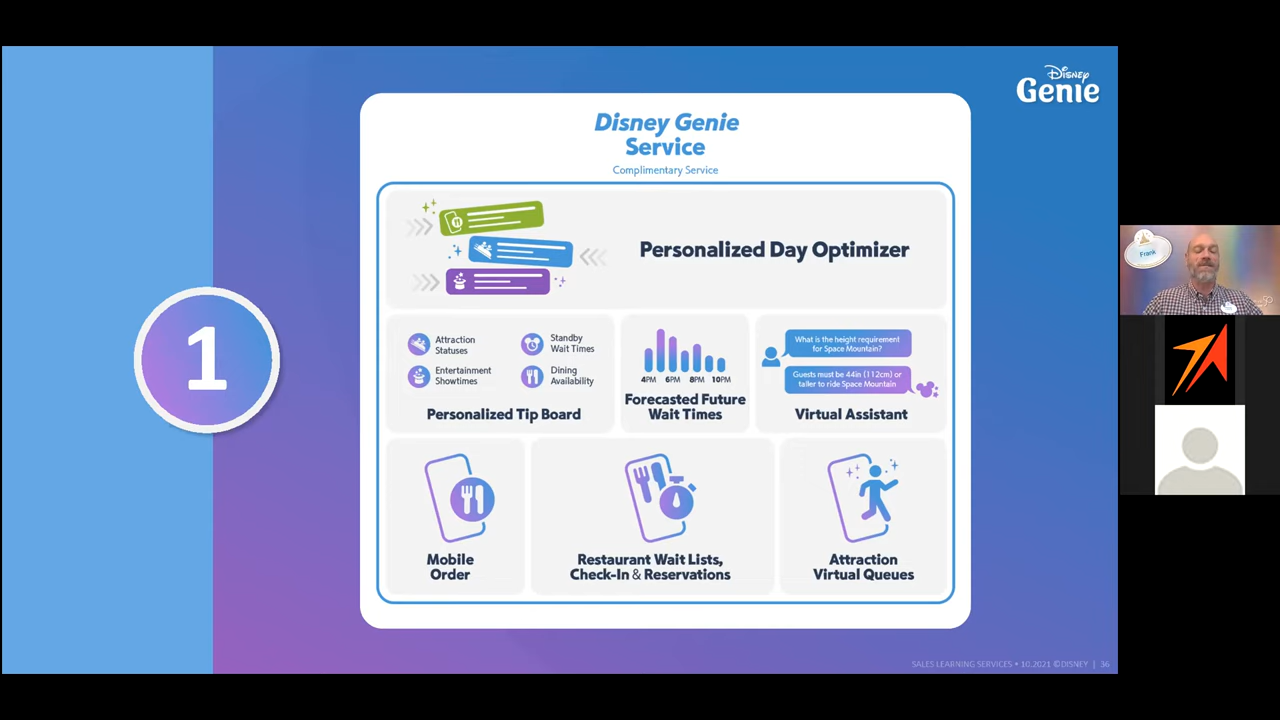 Disney
Genie
Disney Genie
Service
Complimentary Service
Personalized Day Optimizer
1
Attraction
Statuses
Standby
Wait Times
Entertainment
Showtimes
Dining
Availability
Personalized Tip Board
4PM 6PM 8PM 10PM
Forecasted Future
Wait Times
What is the height requirement
for Space Mountain?
Guests must be 44in (112cm) or
taller to ride Space Mountain
Virtual Assistant
Mobile
Order
Restaurant Wait Lists,
Check-In & Reservations
Attraction
Virtual Queues
SALES LEARNING SERVICES • 10.2021 ©DISNEY | 36
Frank